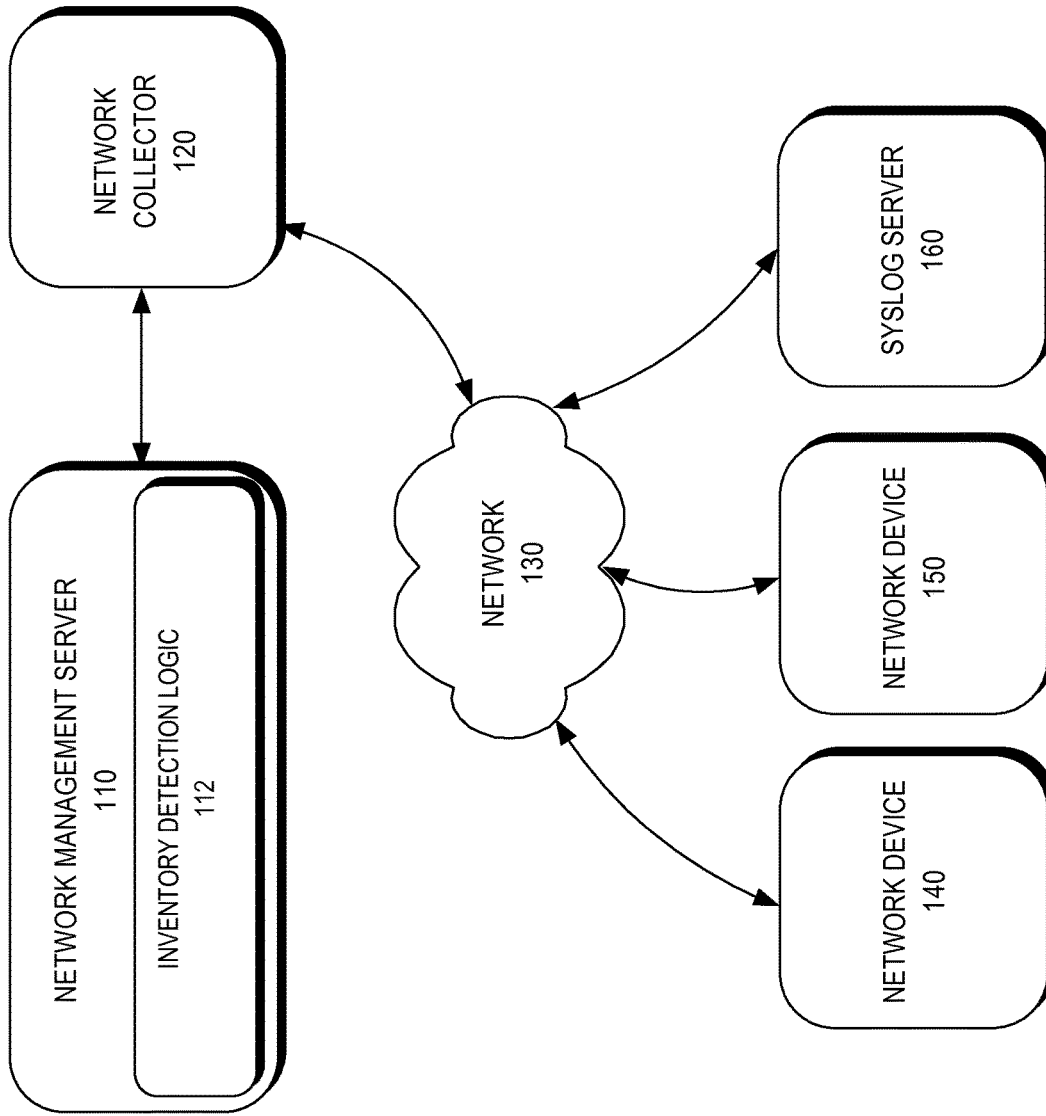 NETWORK MANAGEMENT SERVER
110
INVENTORY DETECTION LOGIC
112
NETWORK
COLLECTOR
120
NETWORK
130
NETWORK DEVICE
140
NETWORK DEVICE
150
SYSLOG SERVER
160